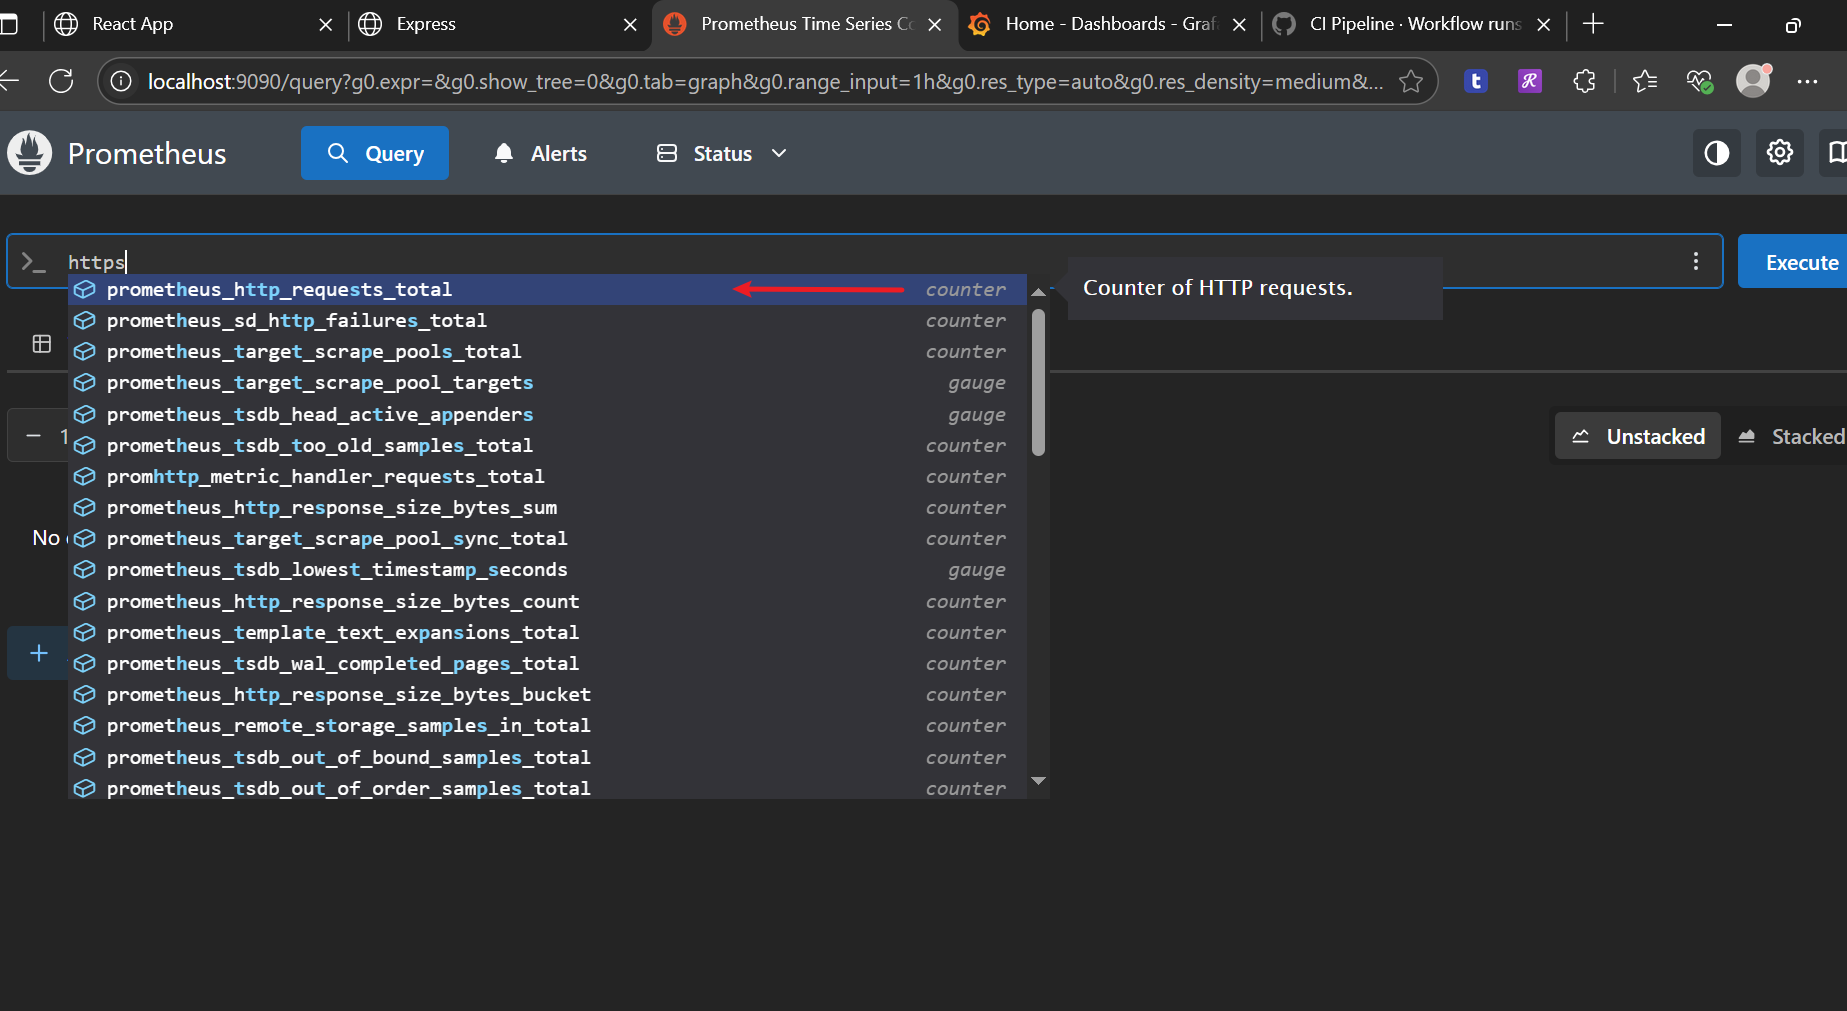 React App
Express
Prometheus Time Series Co
Home - Dashboards - Grafa
CI Pipeline · Workflow runs
localhost:9090/query?g0.expr=&g0.show_tree=0&g0.tab=graph&g0.range_input=1h&g0.res_type=auto&g0.res_density=medium&...
Prometheus
Query
Alerts
Status
>_ https
Execute
Counter of HTTP requests.
prometheus_http_requests_total counter
prometheus_sd_http_failures_total counter
prometheus_target_scrape_pools_total counter
prometheus_target_scrape_pool_targets gauge
prometheus_tsdb_head_active_appenders gauge
prometheus_tsdb_too_old_samples_total counter
promhttp_metric_handler_requests_total counter
prometheus_http_response_size_bytes_sum counter
prometheus_target_scrape_pool_sync_total counter
prometheus_tsdb_lowest_timestamp_seconds gauge
prometheus_http_response_size_bytes_count counter
prometheus_template_text_expansions_total counter
prometheus_tsdb_wal_completed_pages_total counter
prometheus_http_response_size_bytes_bucket counter
prometheus_remote_storage_samples_in_total counter
prometheus_tsdb_out_of_bound_samples_total counter
prometheus_tsdb_out_of_order_samples_total counter
− 1
Unstacked
Stacked
No
+